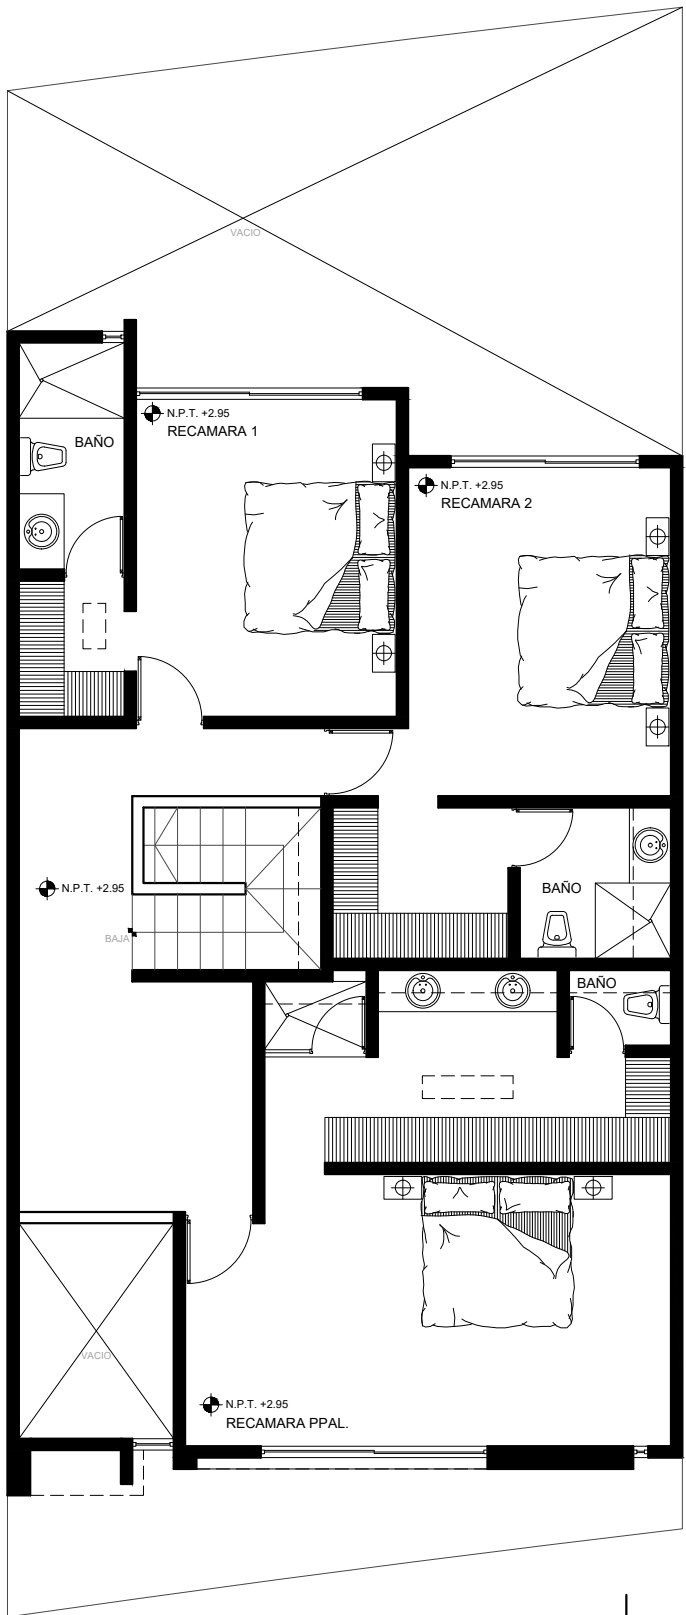 VACIO
N.P.T. +2.95
RECAMARA 1
BAÑO
N.P.T. +2.95
RECAMARA 2
N.P.T. +2.95
BAÑO
BAJA
BAÑO
VACIO
N.P.T. +2.95
RECAMARA PPAL.